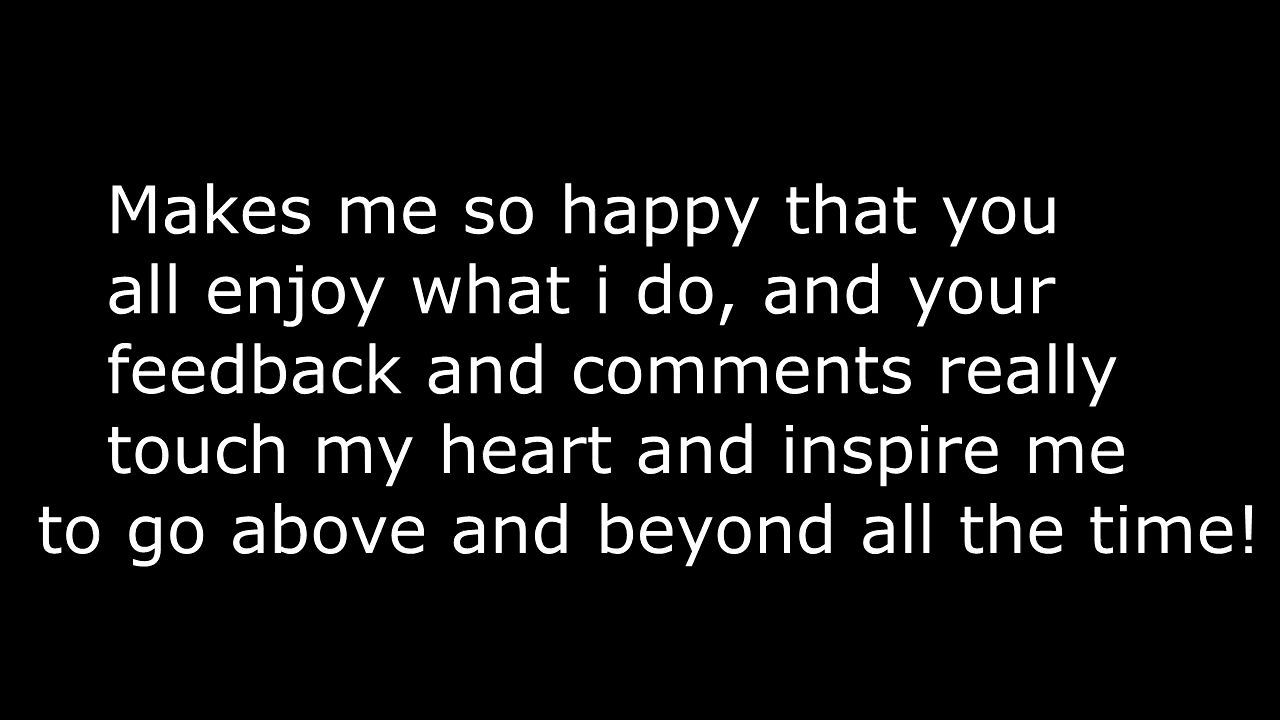 Makes me so happy that you
all enjoy what i do, and your
feedback and comments really
touch my heart and inspire me
to go above and beyond all the time!